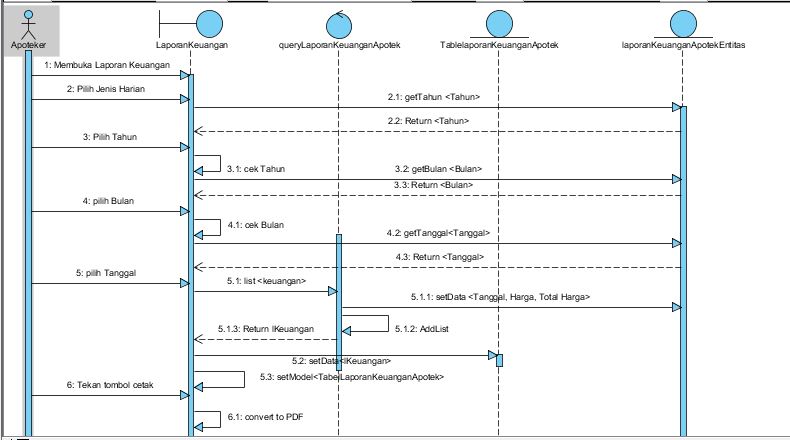 Apoteker
LaporanKeuangan
queryLaporanKeuanganApotek
TablelaporanKeuanganApotek
laporanKeuanganApotekEntitas
1: Membuka Laporan Keuangan
2: Pilih Jenis Harian
2.1: getTahun <Tahun>
2.2: Return <Tahun>
3: Pilih Tahun
3.1: cek Tahun
3.2: getBulan <Bulan>
3.3: Return <Bulan>
4: pilih Bulan
4.1: cek Bulan
4.2: getTanggal<Tanggal>
4.3: Return <Tanggal>
5: pilih Tanggal
5.1: list <keuangan>
5.1.1: setData <Tanggal, Harga, Total Harga>
5.1.3: Return lKeuangan
5.1.2: AddList
5.2: setData<lKeuangan>
5.3: setModel<TabelLaporanKeuanganApotek>
6: Tekan tombol cetak
6.1: convert to PDF